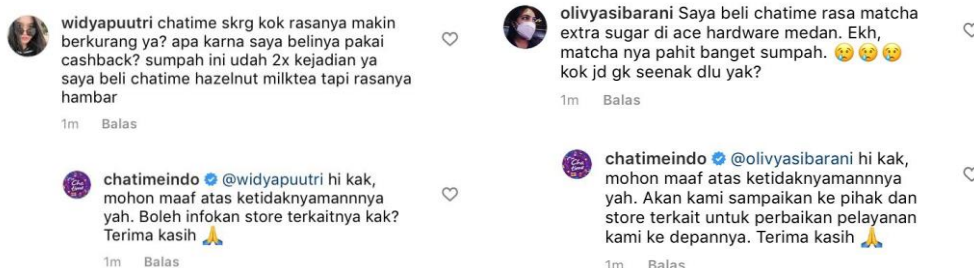 widyapuutri chatime skrg kok rasanya makin
berkurang ya? apa karna saya belinya pakai
cashback? sumpah ini udah 2x kejadian ya
saya beli chatime hazelnut milktea tapi rasanya
hambar
1m Balas
chatimeindo @widyapuutri hi kak,
mohon maaf atas ketidaknyamannnya
yah. Boleh infokan store terkaitnya kak?
Terima kasih 🙏
1m Balas
olivyasibarani Saya beli chatime rasa matcha
extra sugar di ace hardware medan. Ekh,
matcha nya pahit banget sumpah. 😢😢😢
kok jd gk seenak dlu yak?
1m Balas
chatimeindo @olivyasibarani hi kak,
mohon maaf atas ketidaknyamannnya
yah. Akan kami sampaikan ke pihak dan
store terkait untuk perbaikan pelayanan
kami ke depannya. Terima kasih 🙏
1m Balas